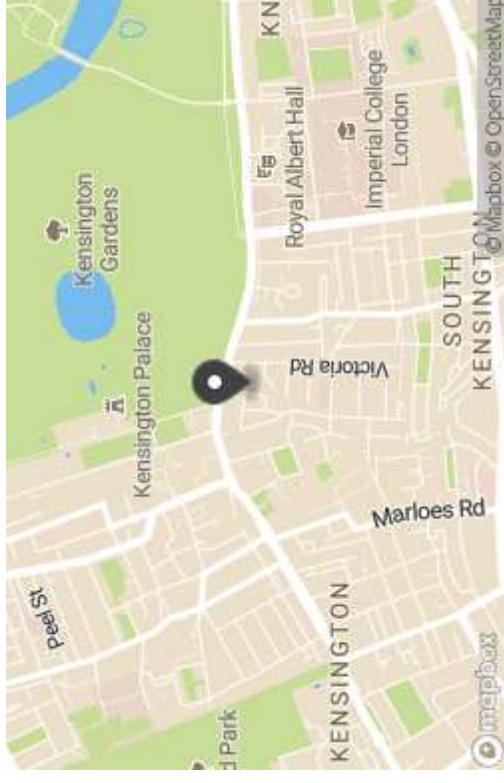 KN
Royal Albert Hall
Imperial College
London
Kensington
Gardens
Kensington Palace
Victoria Rd
SOUTH
KENSINGTON
© Mapbox © OpenStreetMap
Marloes Rd
Peel St
KENSINGTON
d Park
mapbox